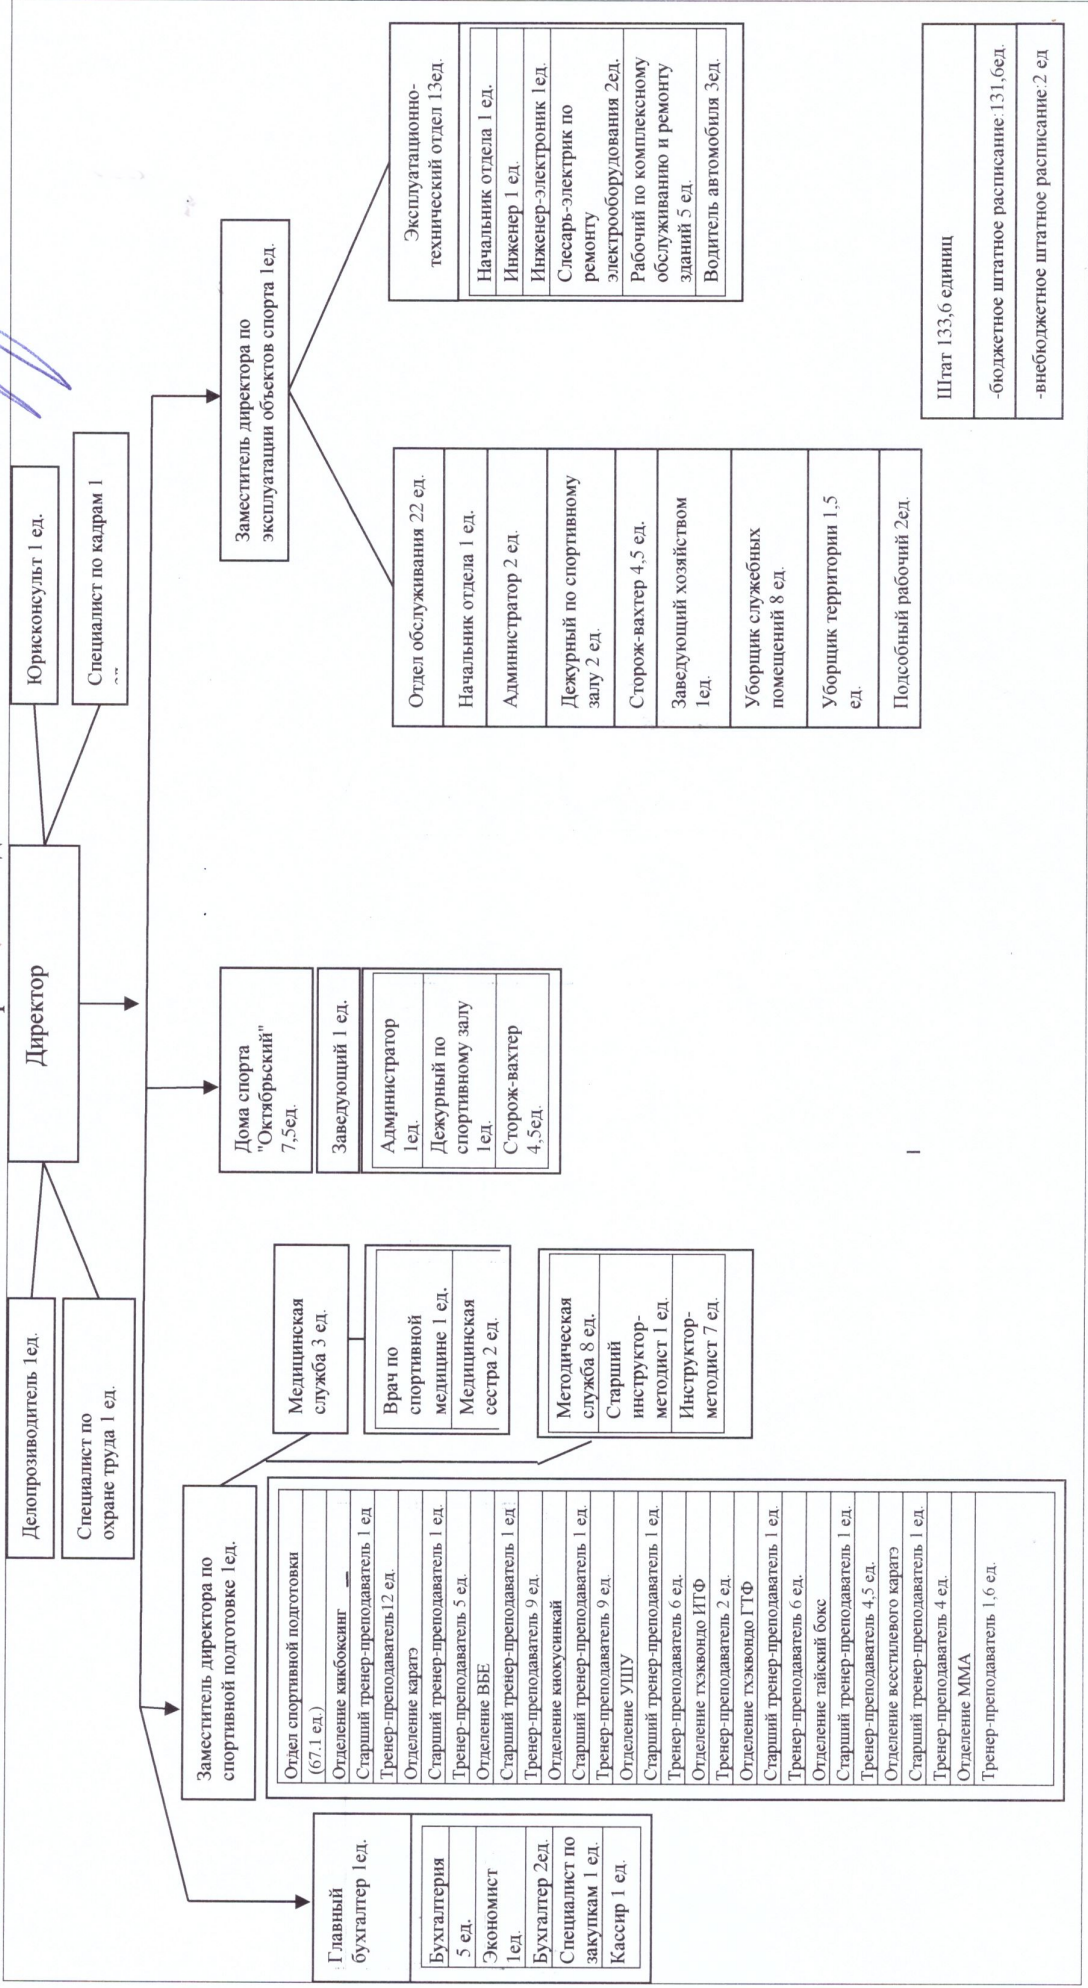 Директор
Делопрозиводитель 1ед.
Специалист по
охране труда 1 ед.
Юрисконсульт 1 ед.
Специалист по кадрам 1
Главный
бухгалтер 1ед.
Бухгалтерия
5 ед.
Экономист
1ед.
Бухгалтер 2ед.
Специалист по
закупкам 1 ед.
Кассир 1 ед.
Заместитель директора по
спортивной подготовке 1ед.
Отдел спортивной подготовки
(67.1 ед.)
Отделение кикбоксинг
Старший тренер-преподаватель 1 ед
Тренер-преподаватель12 ед.
Отделение каратэ
Старший тренер-преподаватель 1 ед.
Тренер-преподаватель 5 ед.
Отделение ВБЕ
Старший тренер-преподаватель 1 ед
Тренер-преподаватель 9 ед.
Отделение киокусинкай
Старший тренер-преподаватель 1 ед.
Тренер-преподаватель 9 ед.
Отделение УШУ
Старший тренер-преподаватель 1 ед.
Тренер-преподаватель 6 ед.
Отделение тхэквондо ИТФ
Тренер-преподаватель 2 ед.
Отделение тхэквондо ГТФ
Старший тренер-преподаватель 1 ед.
Тренер-преподаватель 6 ед.
Отделение тайский бокс
Старший тренер-преподаватель 1 ед.
Тренер-преподаватель 4,5 ед.
Отделение всестилевого каратэ
Старший тренер-преподаватель 1 ед.
Тренер-преподаватель 4 ед.
Отделение ММА
Тренер-преподаватель 1,6 ед.
Медицинская
служба 3 ед.
Врач по
спортивной
медицине 1 ед.
Медицинская
сестра 2 ед.
Методическая
служба 8 ед.
Старший
инструктор-
методист 1 ед.
Инструктор-
методист 7 ед.
Дома спорта
"Октябрьский"
7,5ед.
Заведующий 1 ед.
Администратор
1ед.
Дежурный по
спортивному залу
1ед.
Сторож-вахтер
4,5ед.
Заместитель директора по
эксплуатации объектов спорта 1ед.
Отдел обслуживания 22 ед.
Начальник отдела 1 ед.
Администратор 2 ед.
Дежурный по спортивному
залу 2 ед.
Сторож-вахтер 4,5 ед.
Заведующий хозяйством
1ед.
Уборщик служебных
помещений 8 ед.
Уборщик территории 1,5
ед.
Подсобный рабочий 2ед.
Эксплуатационно-
технический отдел 13ед.
Начальник отдела 1 ед.
Инженер 1 ед.
Инженер-электроник 1ед.
Слесарь-электрик по
ремонту
электрооборудования 2ед.
Рабочий по комплексному
обслуживанию и ремонту
зданий 5 ед.
Водитель автомобиля 3ед.
Штат 133,6 единиц
-бюджетное штатное расписание:131,6ед.
-внебюджетное штатное расписание:2 ед